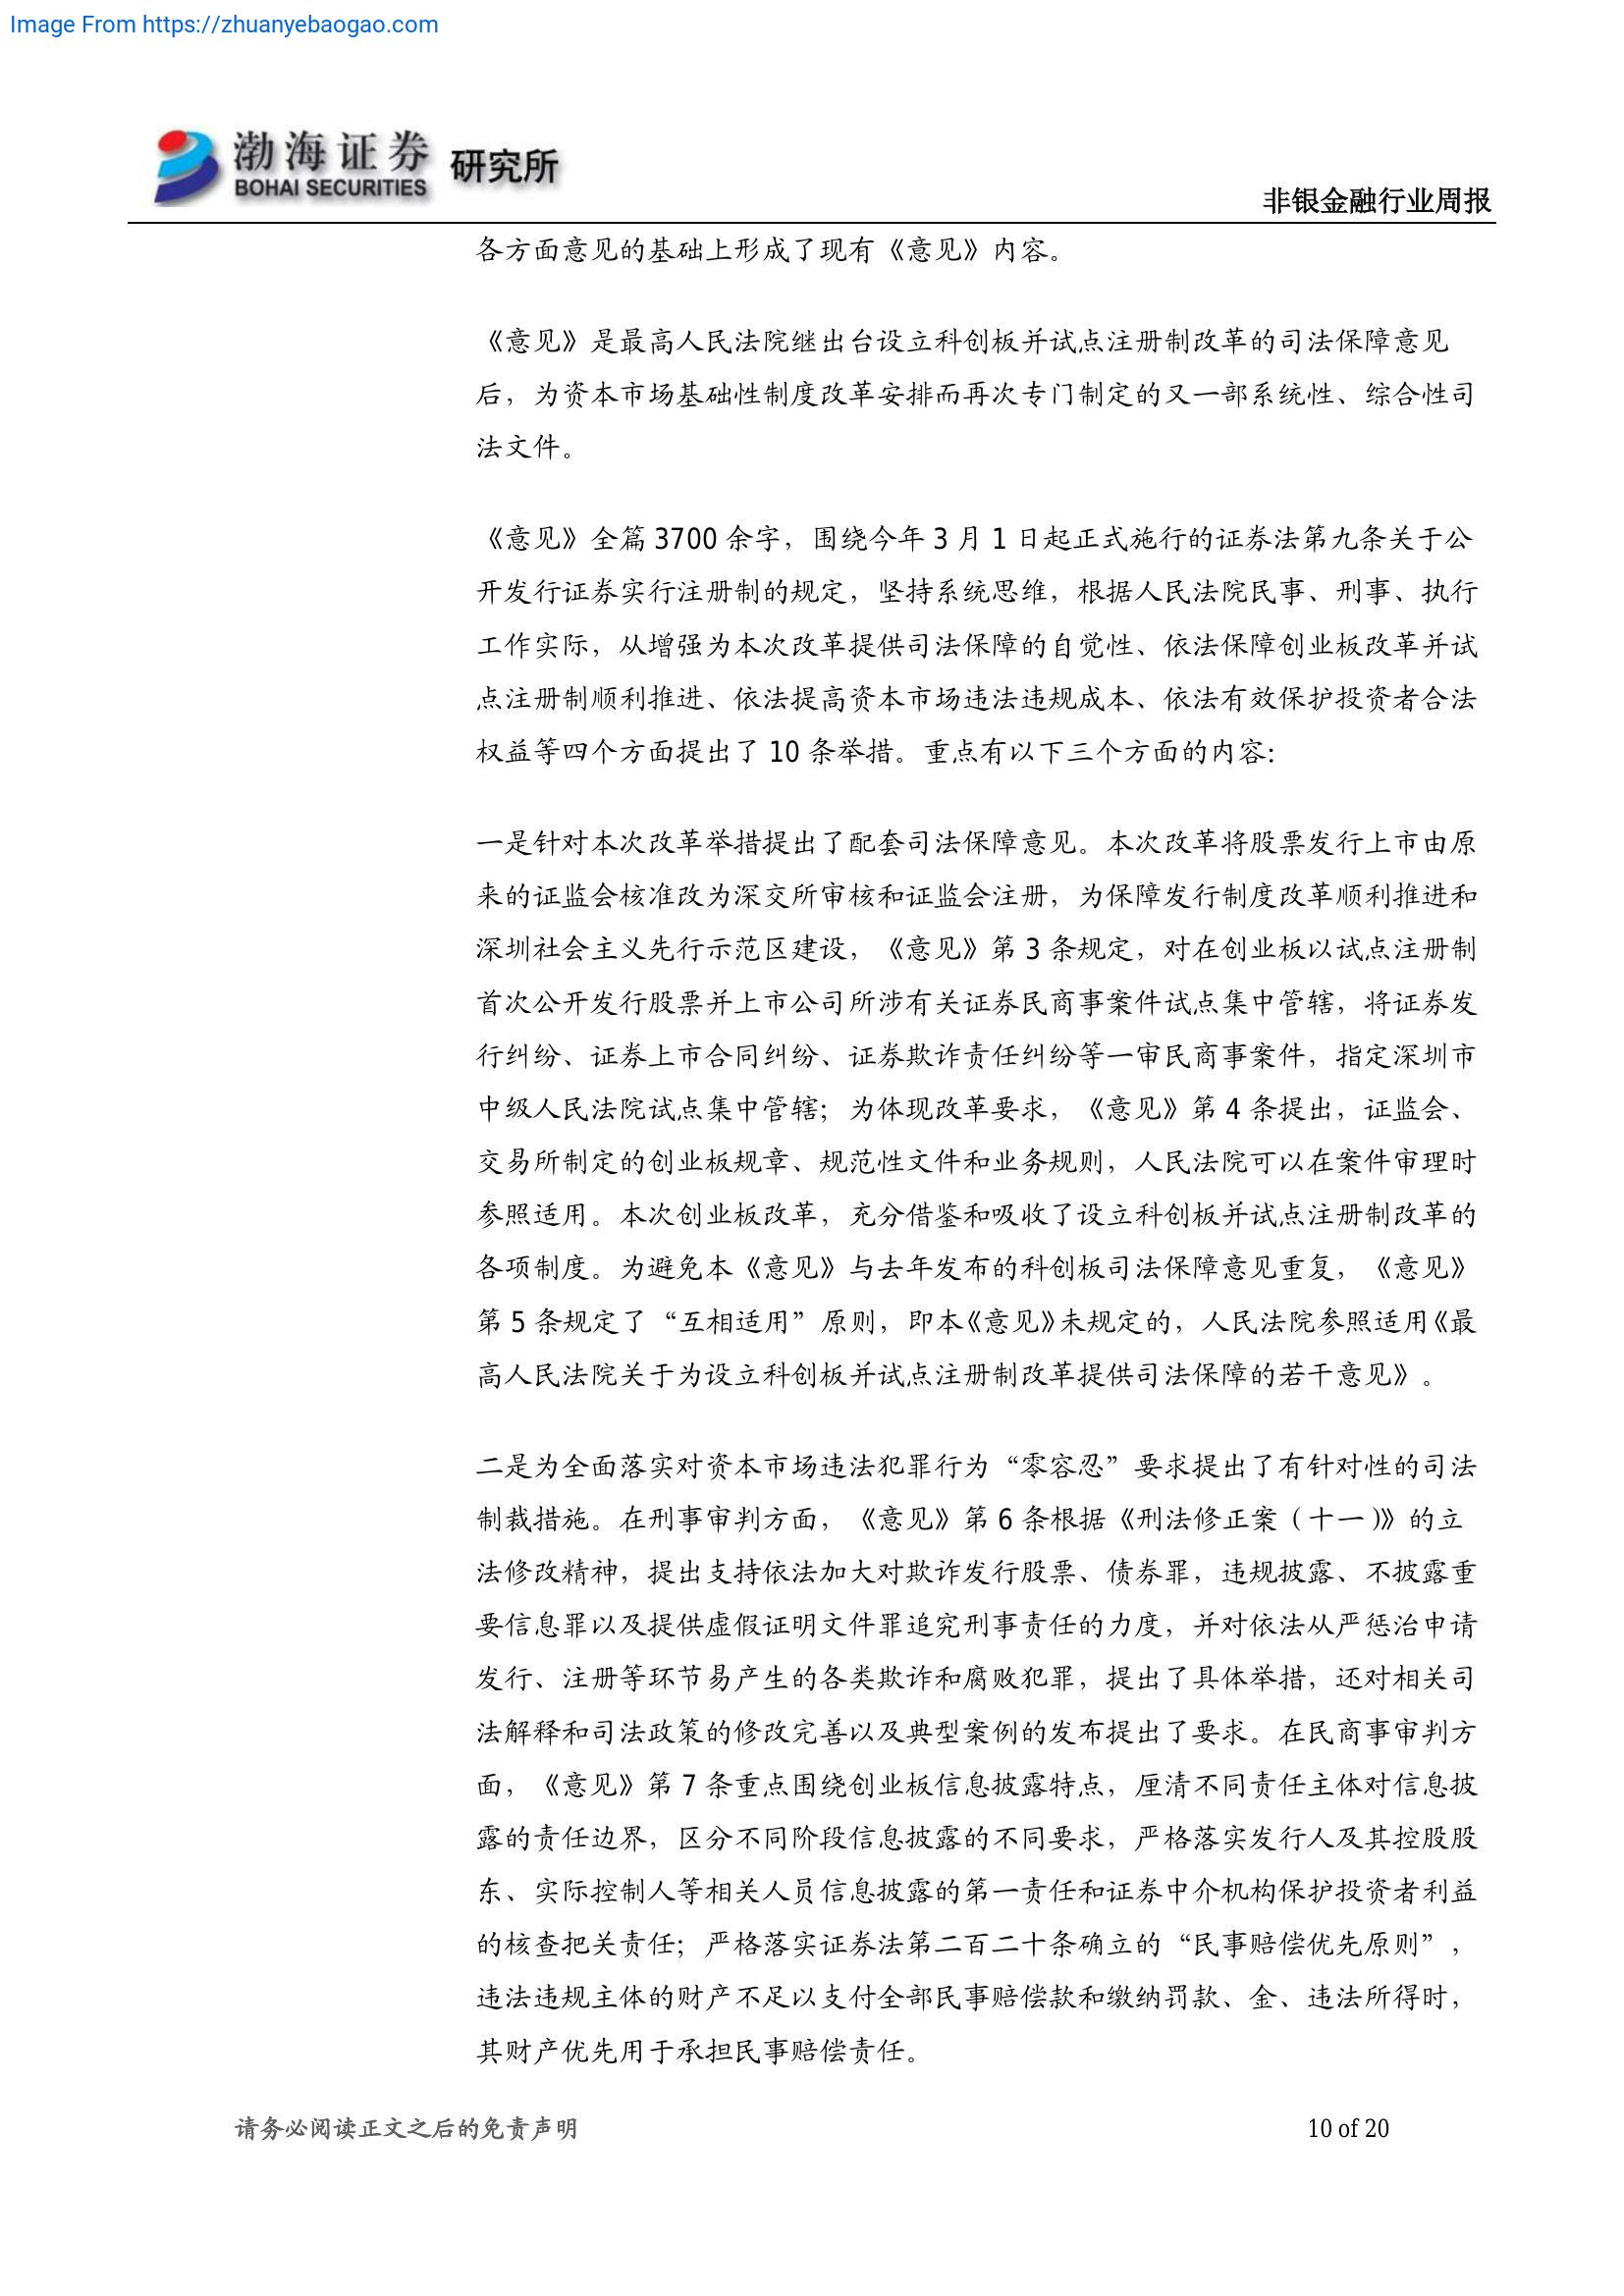 Image From https://zhuanyebaogao.com
渤海证券 研究所
BOHAI SECURITIES
非银金融行业周报
各方面意见的基础上形成了现有《意见》内容。
《意见》是最高人民法院继出台设立科创板并试点注册制改革的司法保障意见
后，为资本市场基础性制度改革安排而再次专门制定的又一部系统性、综合性司
法文件。
《意见》全篇 3700 余字，围绕今年 3 月 1 日起正式施行的证券法第九条关于公
开发行证券实行注册制的规定，坚持系统思维，根据人民法院民事、刑事、执行
工作实际，从增强为本次改革提供司法保障的自觉性、依法保障创业板改革并试
点注册制顺利推进、依法提高资本市场违法违规成本、依法有效保护投资者合法
权益等四个方面提出了 10 条举措。重点有以下三个方面的内容：
一是针对本次改革举措提出了配套司法保障意见。本次改革将股票发行上市由原
来的证监会核准改为深交所审核和证监会注册，为保障发行制度改革顺利推进和
深圳社会主义先行示范区建设，《意见》第 3 条规定，对在创业板以试点注册制
首次公开发行股票并上市公司所涉有关证券民商事案件试点集中管辖，将证券发
行纠纷、证券上市合同纠纷、证券欺诈责任纠纷等一审民商事案件，指定深圳市
中级人民法院试点集中管辖；为体现改革要求，《意见》第 4 条提出，证监会、
交易所制定的创业板规章、规范性文件和业务规则，人民法院可以在案件审理时
参照适用。本次创业板改革，充分借鉴和吸收了设立科创板并试点注册制改革的
各项制度。为避免本《意见》与去年发布的科创板司法保障意见重复，《意见》
第 5 条规定了“互相适用”原则，即本《意见》未规定的，人民法院参照适用《最
高人民法院关于为设立科创板并试点注册制改革提供司法保障的若干意见》。
二是为全面落实对资本市场违法犯罪行为“零容忍”要求提出了有针对性的司法
制裁措施。在刑事审判方面，《意见》第 6 条根据《刑法修正案（十一）》的立
法修改精神，提出支持依法加大对欺诈发行股票、债券罪，违规披露、不披露重
要信息罪以及提供虚假证明文件罪追究刑事责任的力度，并对依法从严惩治申请
发行、注册等环节易产生的各类欺诈和腐败犯罪，提出了具体举措，还对相关司
法解释和司法政策的修改完善以及典型案例的发布提出了要求。在民商事审判方
面，《意见》第 7 条重点围绕创业板信息披露特点，厘清不同责任主体对信息披
露的责任边界，区分不同阶段信息披露的不同要求，严格落实发行人及其控股股
东、实际控制人等相关人员信息披露的第一责任和证券中介机构保护投资者利益
的核查把关责任；严格落实证券法第二百二十条确立的“民事赔偿优先原则”，
违法违规主体的财产不足以支付全部民事赔偿款和缴纳罚款、金、违法所得时，
其财产优先用于承担民事赔偿责任。
请务必阅读正文之后的免责声明
10 of 20